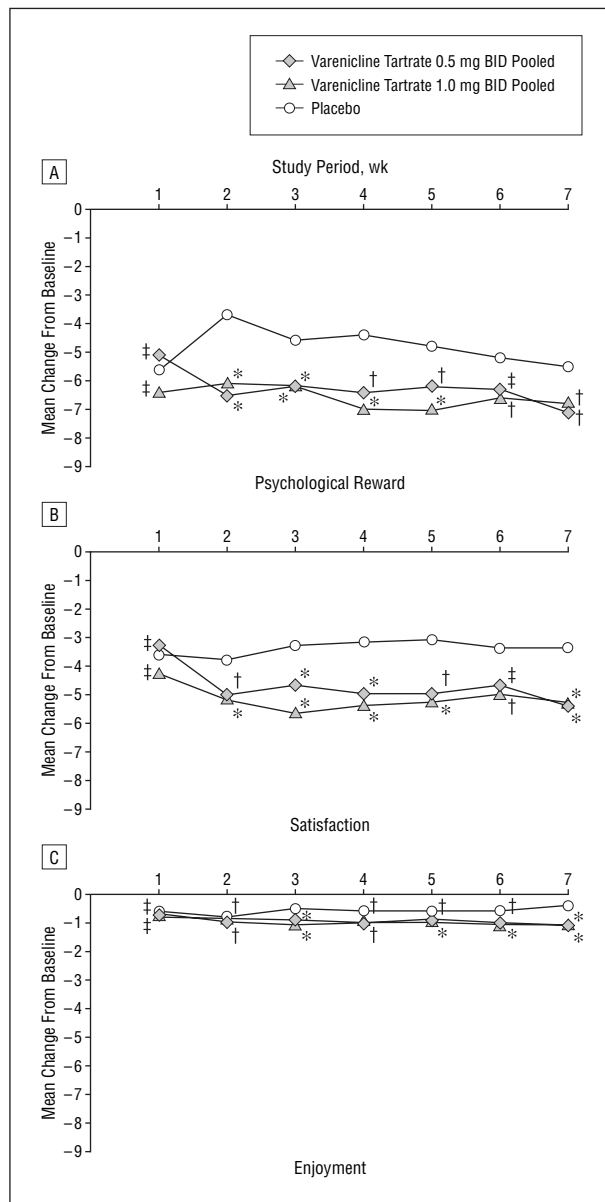 Varenicline Tartrate 0.5 mg BID Pooled
Varenicline Tartrate 1.0 mg BID Pooled
Placebo
A
Study Period, wk
1 2 3 4 5 6 7
Mean Change From Baseline
0
−1
−2
−3
−4
−5
−6
−7
−8
−9
‡ ‡ * * * * † * † * ‡ † † †
Psychological Reward
B
1 2 3 4 5 6 7
Mean Change From Baseline
0
−1
−2
−3
−4
−5
−6
−7
−8
−9
‡ ‡ † * * * * * † * ‡ † * *
Satisfaction
C
1 2 3 4 5 6 7
Mean Change From Baseline
0
−1
−2
−3
−4
−5
−6
−7
−8
−9
Enjoyment